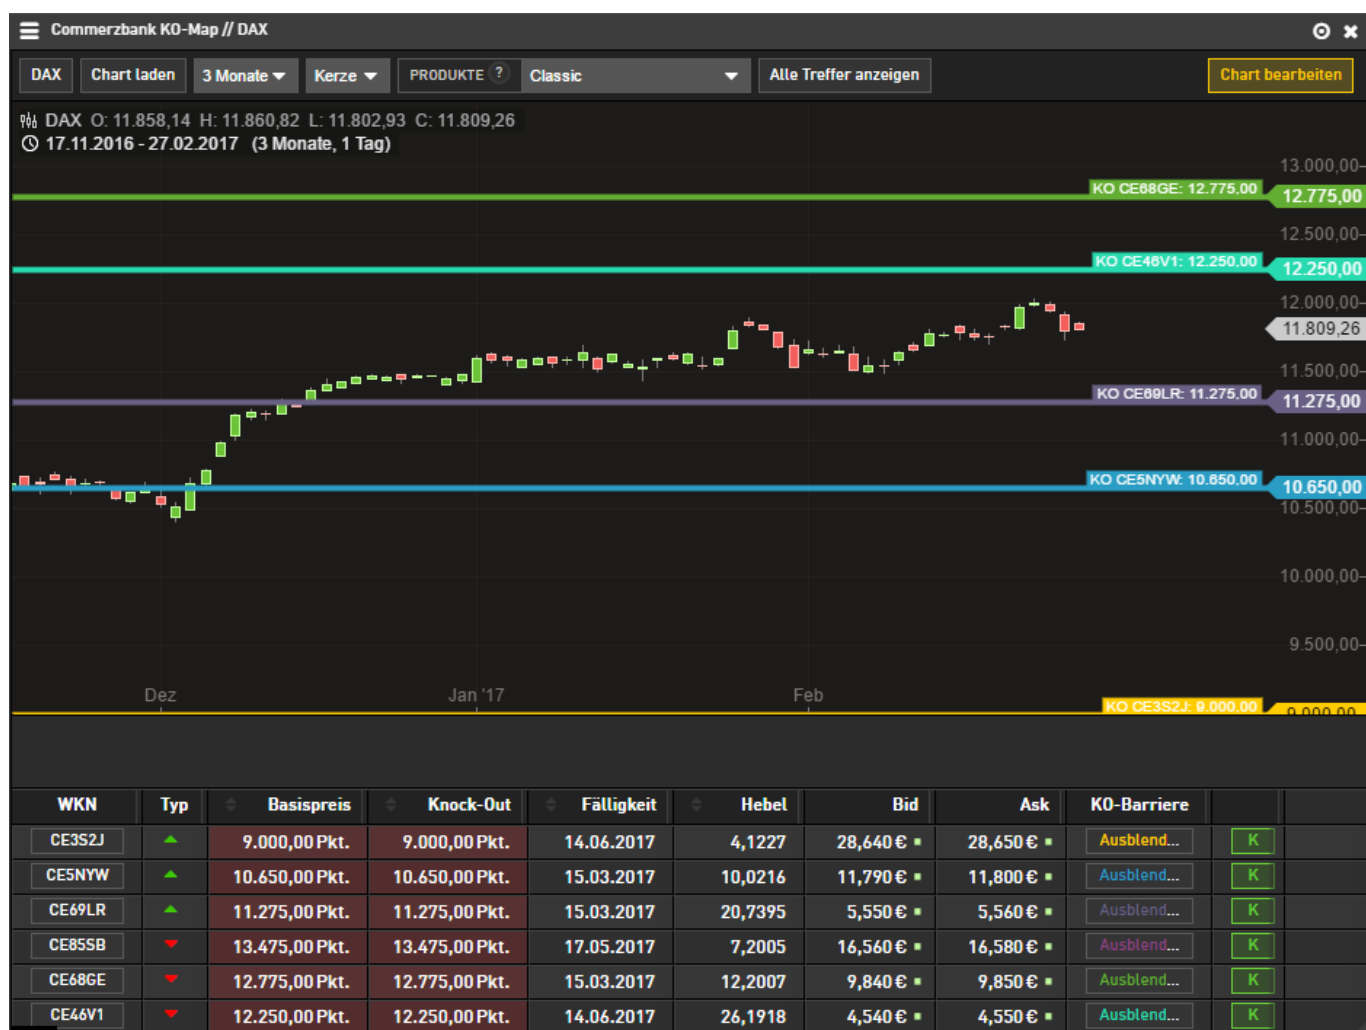 Commerzbank KO-Map // DAX
DAX Chart laden 3 Monate Kerze PRODUKTE ? Classic Alle Treffer anzeigen Chart bearbeiten
DAX O: 11.858,14 H: 11.860,82 L: 11.802,93 C: 11.809,26
17.11.2016 - 27.02.2017 (3 Monate, 1 Tag)
13.000,00
KO CE68GE: 12.775,00 12.775,00
12.500,00
KO CE46V1: 12.250,00 12.250,00
12.000,00
11.809,26
11.500,00
KO CE69LR: 11.275,00 11.275,00
11.000,00
KO CE5NYW: 10.650,00 10.650,00
10.500,00
10.000,00
9.500,00
Dez Jan '17 Feb
KO CE3S2J: 9.000,00 9.000,00
WKN Typ Basispreis Knock-Out Fälligkeit Hebel Bid Ask KO-Barriere
CE3S2J 9.000,00 Pkt. 9.000,00 Pkt. 14.06.2017 4,1227 28,640 € 28,650 € Ausblend... K
CE5NYW 10.650,00 Pkt. 10.650,00 Pkt. 15.03.2017 10,0216 11,790 € 11,800 € Ausblend... K
CE69LR 11.275,00 Pkt. 11.275,00 Pkt. 15.03.2017 20,7395 5,550 € 5,560 € Ausblend... K
CE85SB 13.475,00 Pkt. 13.475,00 Pkt. 17.05.2017 7,2005 16,560 € 16,580 € Ausblend... K
CE68GE 12.775,00 Pkt. 12.775,00 Pkt. 15.03.2017 12,2007 9,840 € 9,850 € Ausblend... K
CE46V1 12.250,00 Pkt. 12.250,00 Pkt. 14.06.2017 26,1918 4,540 € 4,550 € Ausblend... K